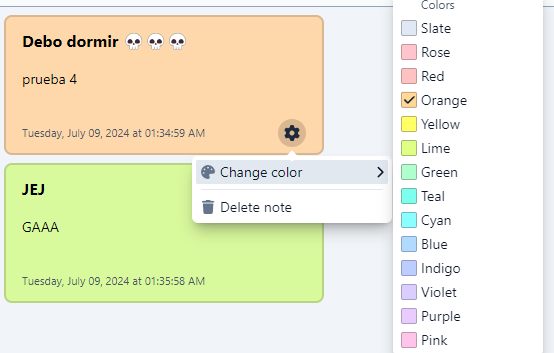 Debo dormir 💀 💀 💀
prueba 4
Tuesday, July 09, 2024 at 01:34:59 AM
JEJ
GAAA
Tuesday, July 09, 2024 at 01:35:58 AM
Change color
Delete note
Colors
Slate
Rose
Red
Orange
Yellow
Lime
Green
Teal
Cyan
Blue
Indigo
Violet
Purple
Pink